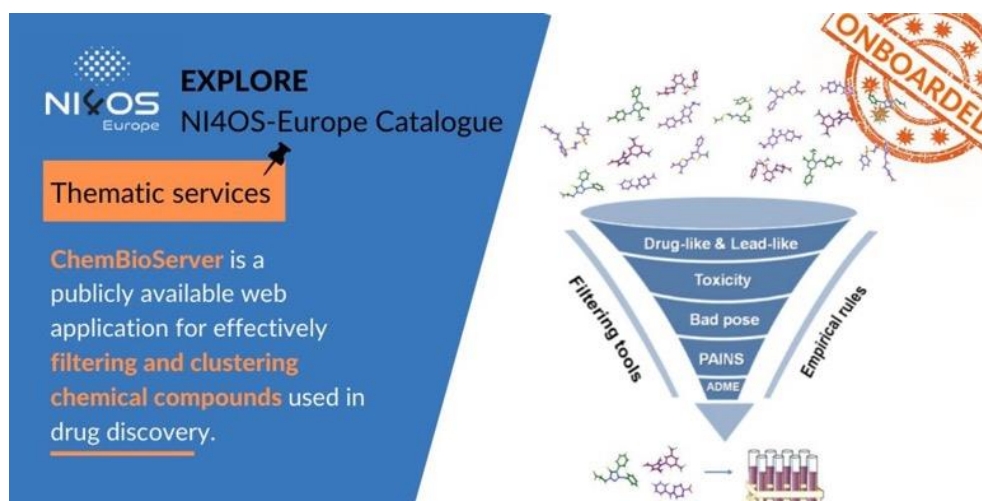 NI4OS
Europe
EXPLORE
NI4OS-Europe Catalogue
Thematic services
ChemBioServer is a
publicly available web
application for effectively
filtering and clustering
chemical compounds used in
drug discovery.
ONBOARDED
Drug-like & Lead-like
Toxicity
Bad pose
PAINS
ADME
Filtering tools
Empirical rules